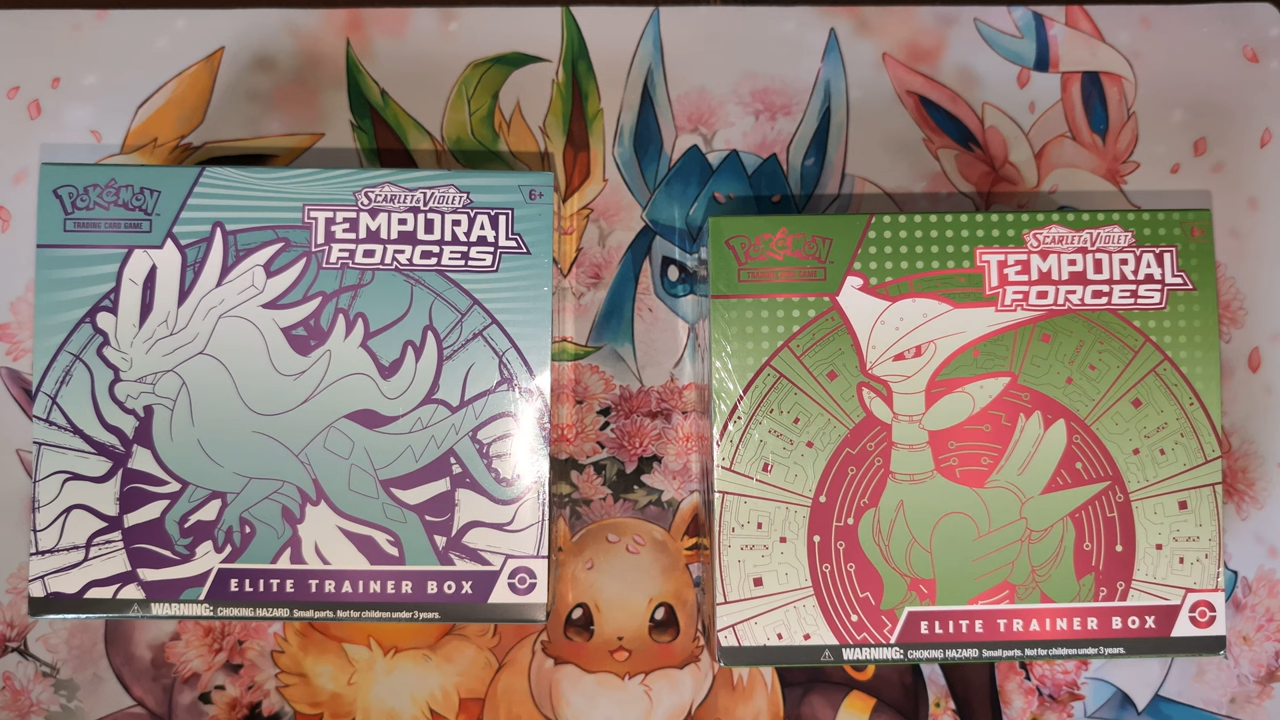 Pokémon
TRADING CARD GAME
SCARLET & VIOLET
TEMPORAL
FORCES
6+
ELITE TRAINER BOX
WARNING: CHOKING HAZARD Small parts. Not for children under 3 years.
Pokémon
TRADING CARD GAME
SCARLET & VIOLET
TEMPORAL
FORCES
6+
ELITE TRAINER BOX
WARNING: CHOKING HAZARD Small parts. Not for children under 3 years.